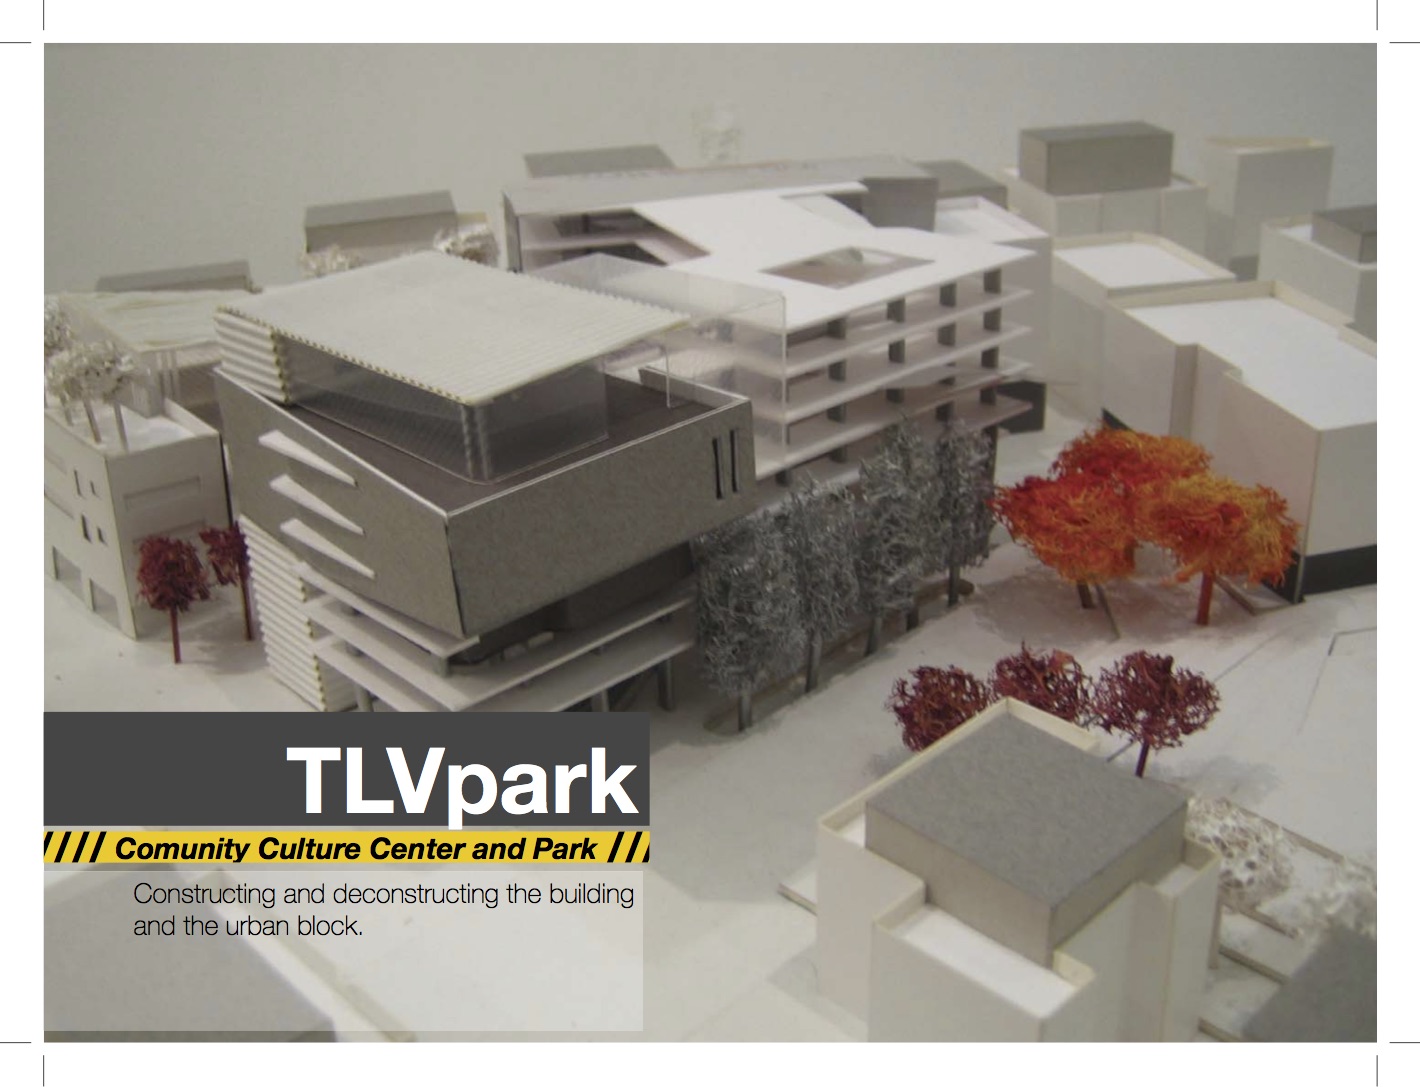 TLVpark
//// Comunity Culture Center and Park ///
Constructing and deconstructing the building
and the urban block.